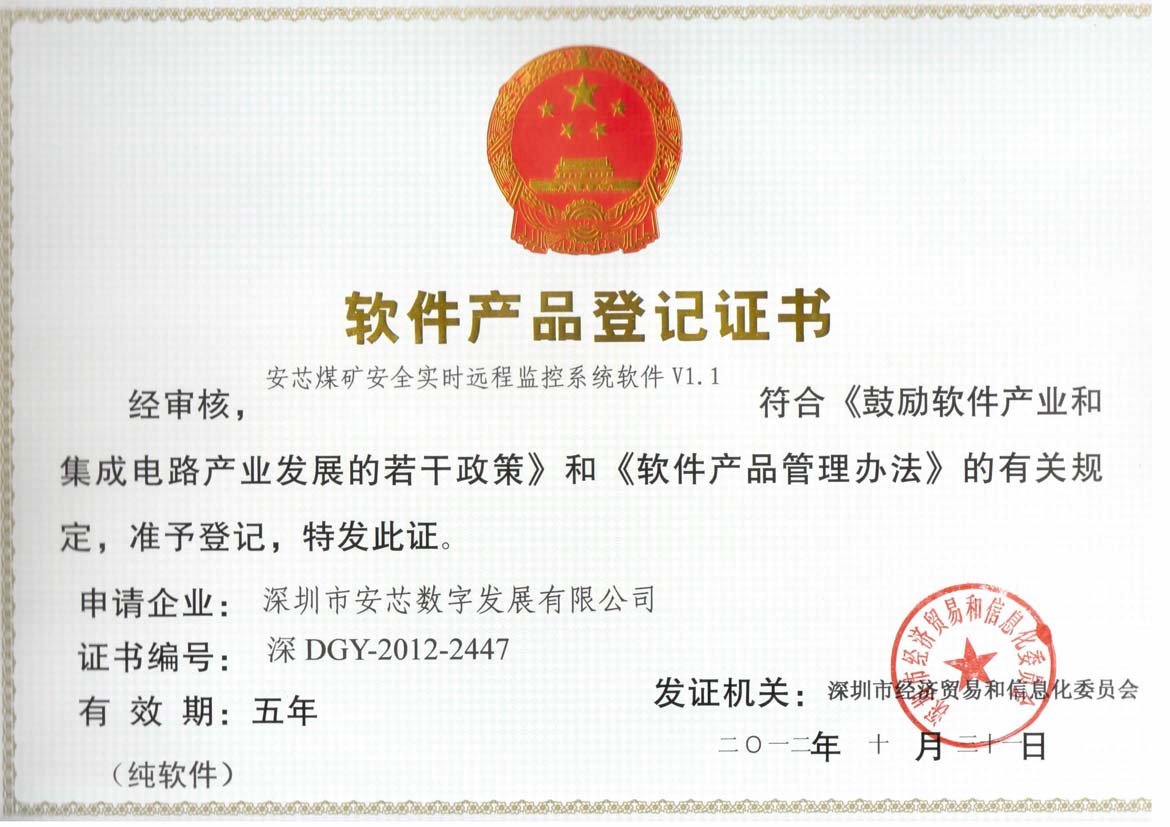 软件产品登记证书
安芯煤矿安全实时远程监控系统软件 V1.1
经审核， 符合《鼓励软件产业和
集成电路产业发展的若干政策》和《软件产品管理办法》的有关规
定，准予登记，特发此证。
申请企业：深圳市安芯数字发展有限公司
证书编号：深 DGY-2012-2447
有 效 期：五年
发证机关：深圳市经济贸易和信息化委员会
二〇一二年 十 月 三十一日
（纯软件）
深圳市经济贸易和信息化委员会